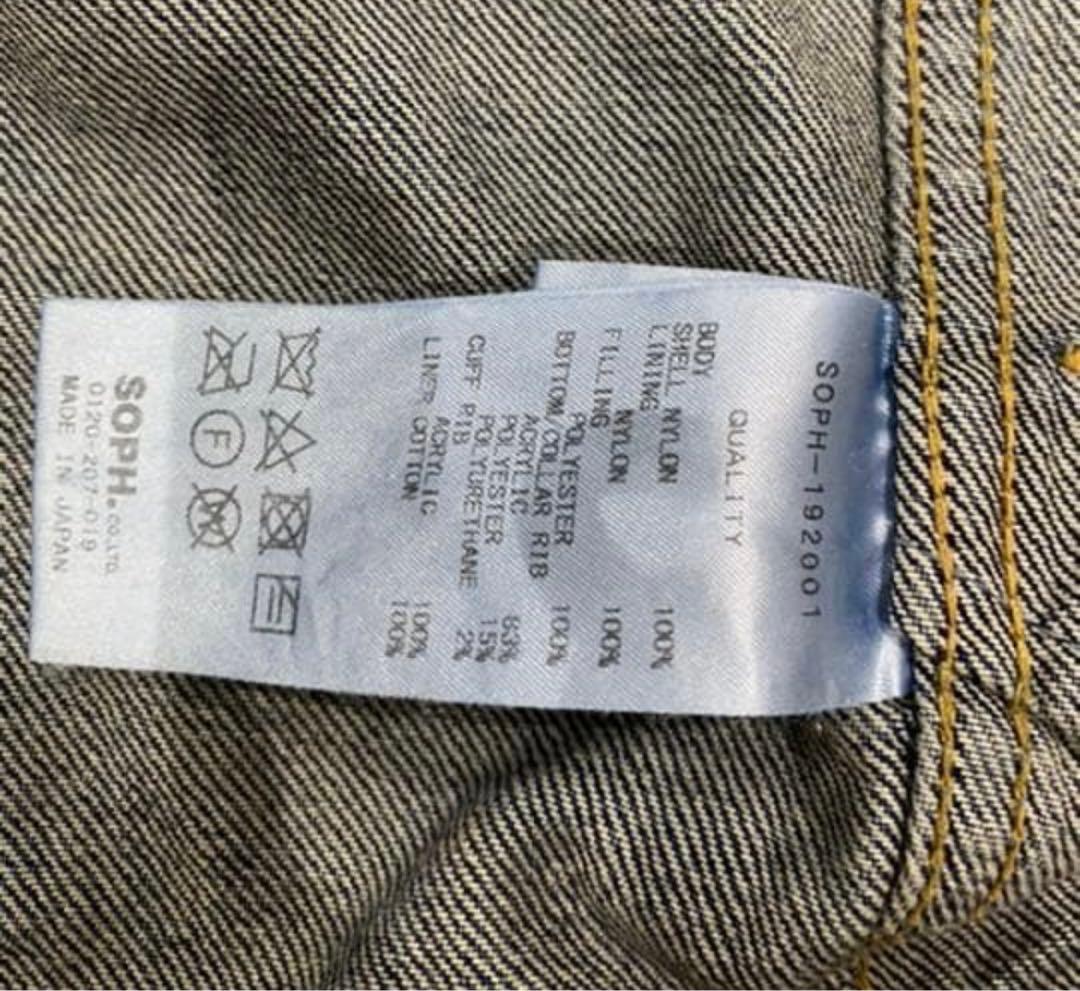 SOPH-192001
QUALITY
BODY
SHELL NYLON 100%
LINING
NYLON 100%
FILLING
POLYESTER 100%
BOTTOM/COLLAR RIB
ACRYLIC 83%
POLYESTER 15%
POLYURETHANE 2%
CUFF RIB
ACRYLIC 100%
LINER COTTON 100%
F
SOPH.CO.,LTD.
0120-207-019
MADE IN JAPAN